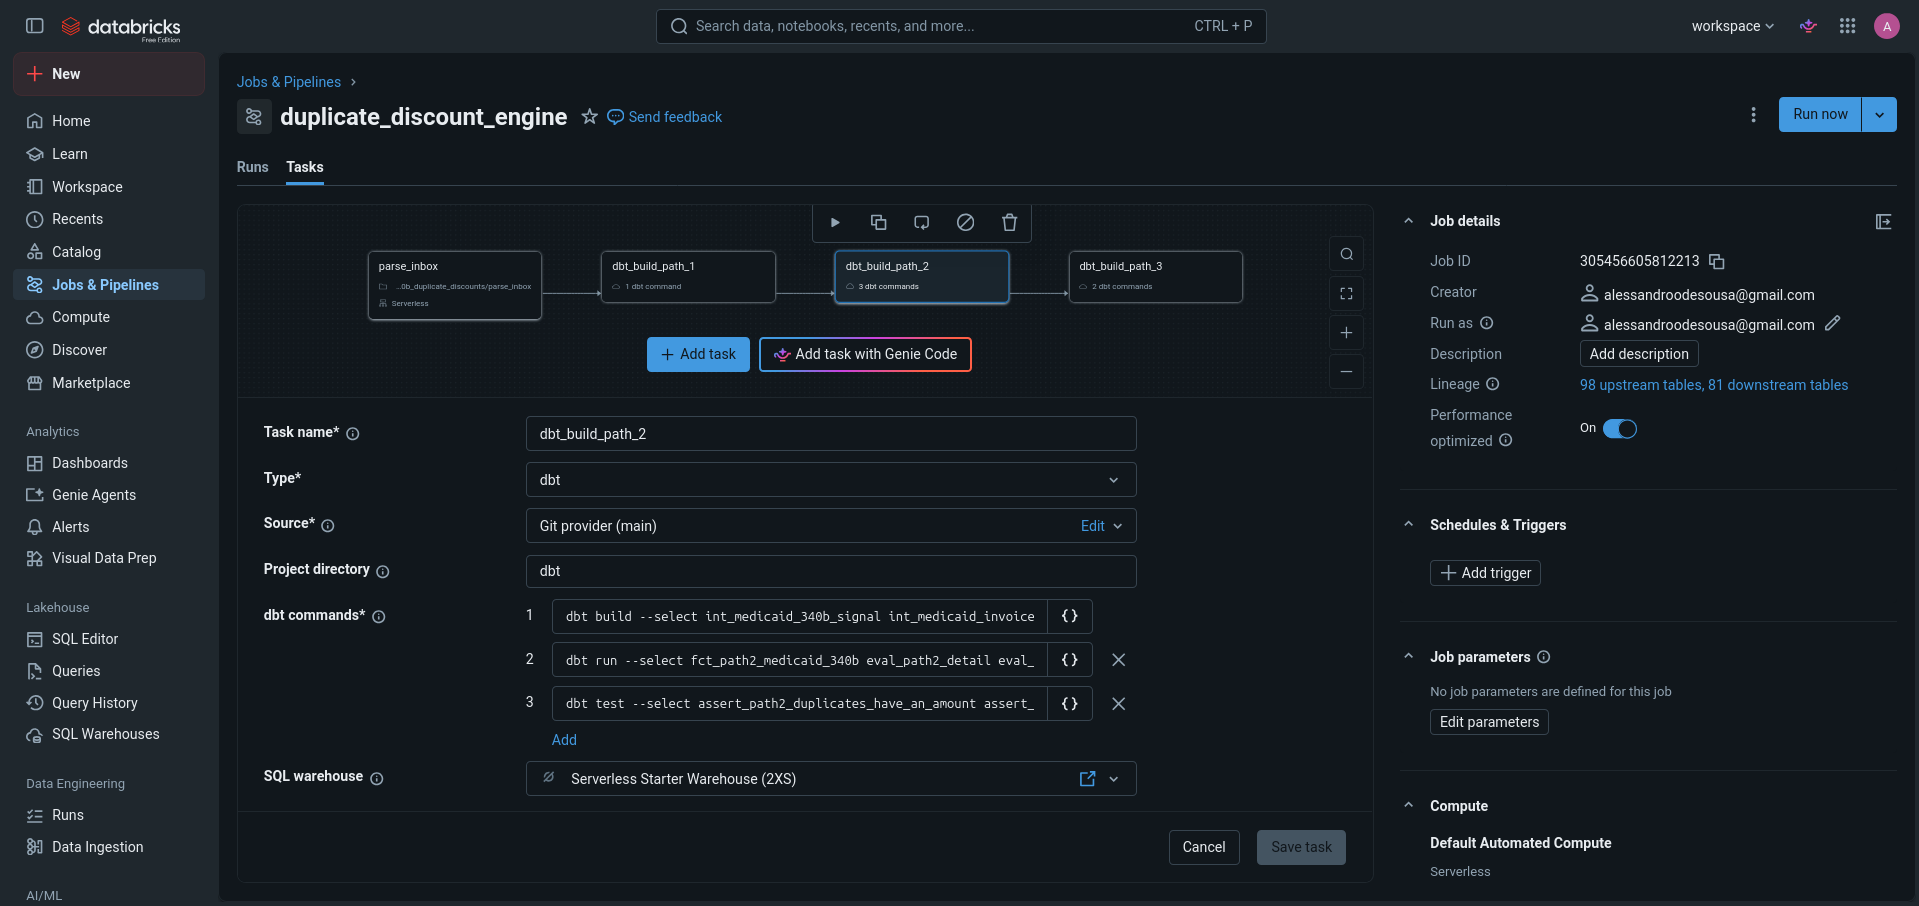 databricks
Free Edition
Search data, notebooks, recents, and more...
CTRL + P
workspace
A
New
Home
Learn
Workspace
Recents
Catalog
Jobs & Pipelines
Compute
Discover
Marketplace
Analytics
Dashboards
Genie Agents
Alerts
Visual Data Prep
Lakehouse
SQL Editor
Queries
Query History
SQL Warehouses
Data Engineering
Runs
Data Ingestion
AI/ML
Jobs & Pipelines
duplicate_discount_engine
Send feedback
Run now
Runs
Tasks
parse_inbox
...0b_duplicate_discounts/parse_inbox
Serverless
dbt_build_path_1
1 dbt command
dbt_build_path_2
3 dbt commands
dbt_build_path_3
2 dbt commands
Add task
Add task with Genie Code
Task name*
dbt_build_path_2
Type*
dbt
Source*
Git provider (main)
Edit
Project directory
dbt
dbt commands*
1
dbt build --select int_medicaid_340b_signal int_medicaid_invoice
{}
2
dbt run --select fct_path2_medicaid_340b eval_path2_detail eval_
{}
3
dbt test --select assert_path2_duplicates_have_an_amount assert_
{}
Add
SQL warehouse
Serverless Starter Warehouse (2XS)
Cancel
Save task
Job details
Job ID
305456605812213
Creator
alessandroodesousa@gmail.com
Run as
alessandroodesousa@gmail.com
Description
Add description
Lineage
98 upstream tables, 81 downstream tables
Performance
optimized
On
Schedules & Triggers
Add trigger
Job parameters
No job parameters are defined for this job
Edit parameters
Compute
Default Automated Compute
Serverless